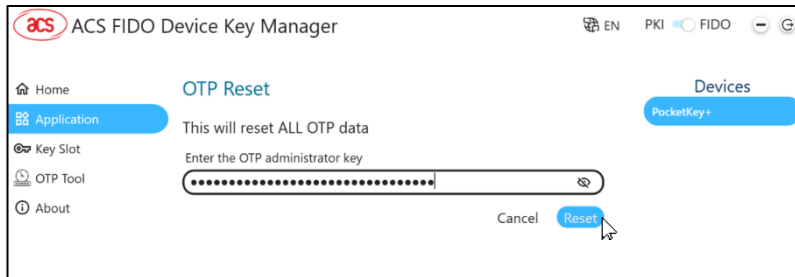 acs ACS FIDO Device Key Manager EN PKI FIDO
Home
Application
Key Slot
OTP Tool
About
OTP Reset
This will reset ALL OTP data
Enter the OTP administrator key
••••••••••••••••••••••••••••••••
Cancel Reset
Devices
PocketKey+